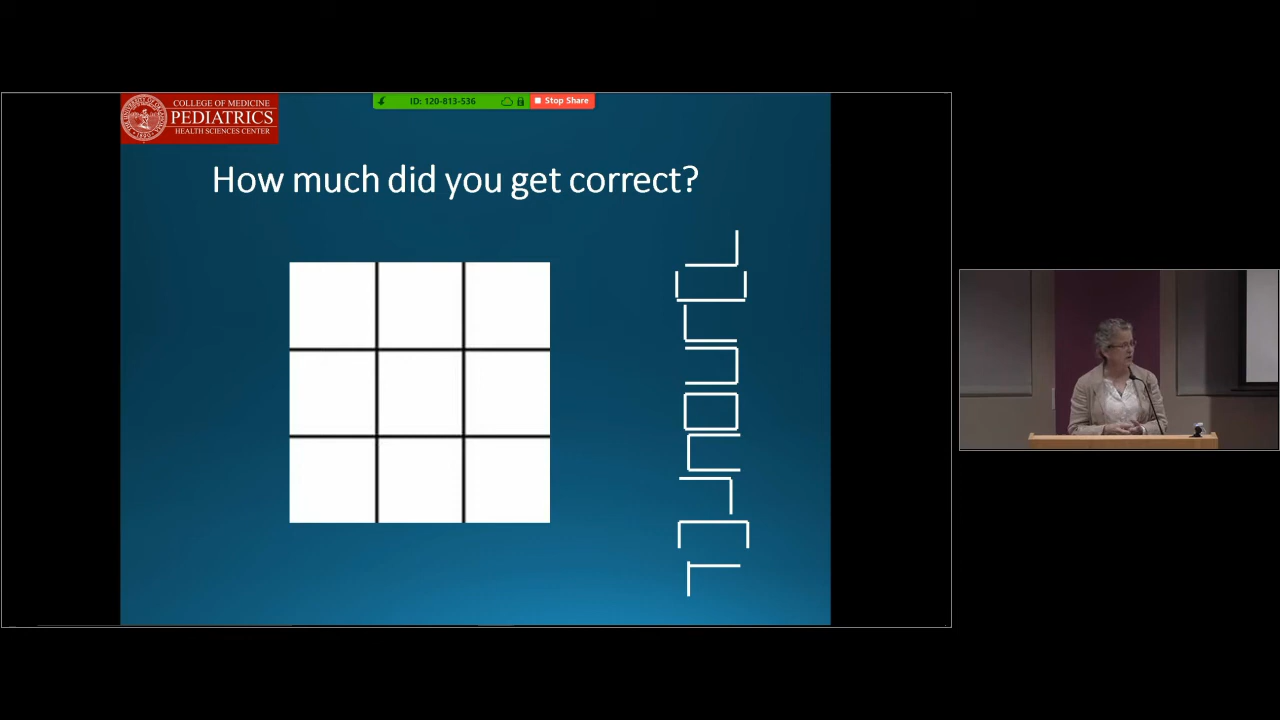 COLLEGE OF MEDICINE
PEDIATRICS
HEALTH SCIENCES CENTER
ID: 120-813-536
Stop Share
How much did you get correct?